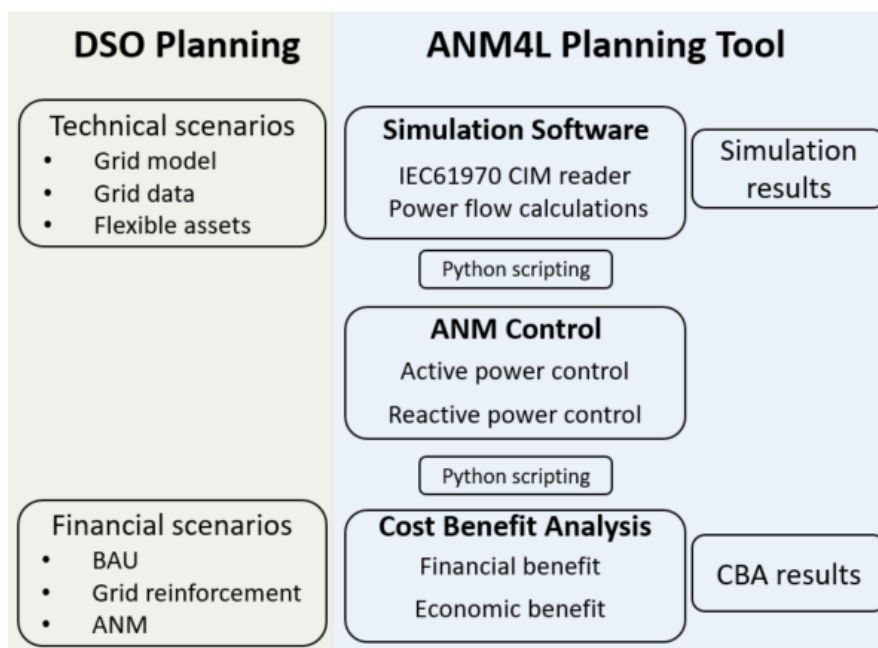 DSO Planning
ANM4L Planning Tool
Technical scenarios
• Grid model
• Grid data
• Flexible assets
Simulation Software
IEC61970 CIM reader
Power flow calculations
Simulation
results
Python scripting
ANM Control
Active power control
Reactive power control
Python scripting
Financial scenarios
• BAU
• Grid reinforcement
• ANM
Cost Benefit Analysis
Financial benefit
Economic benefit
CBA results